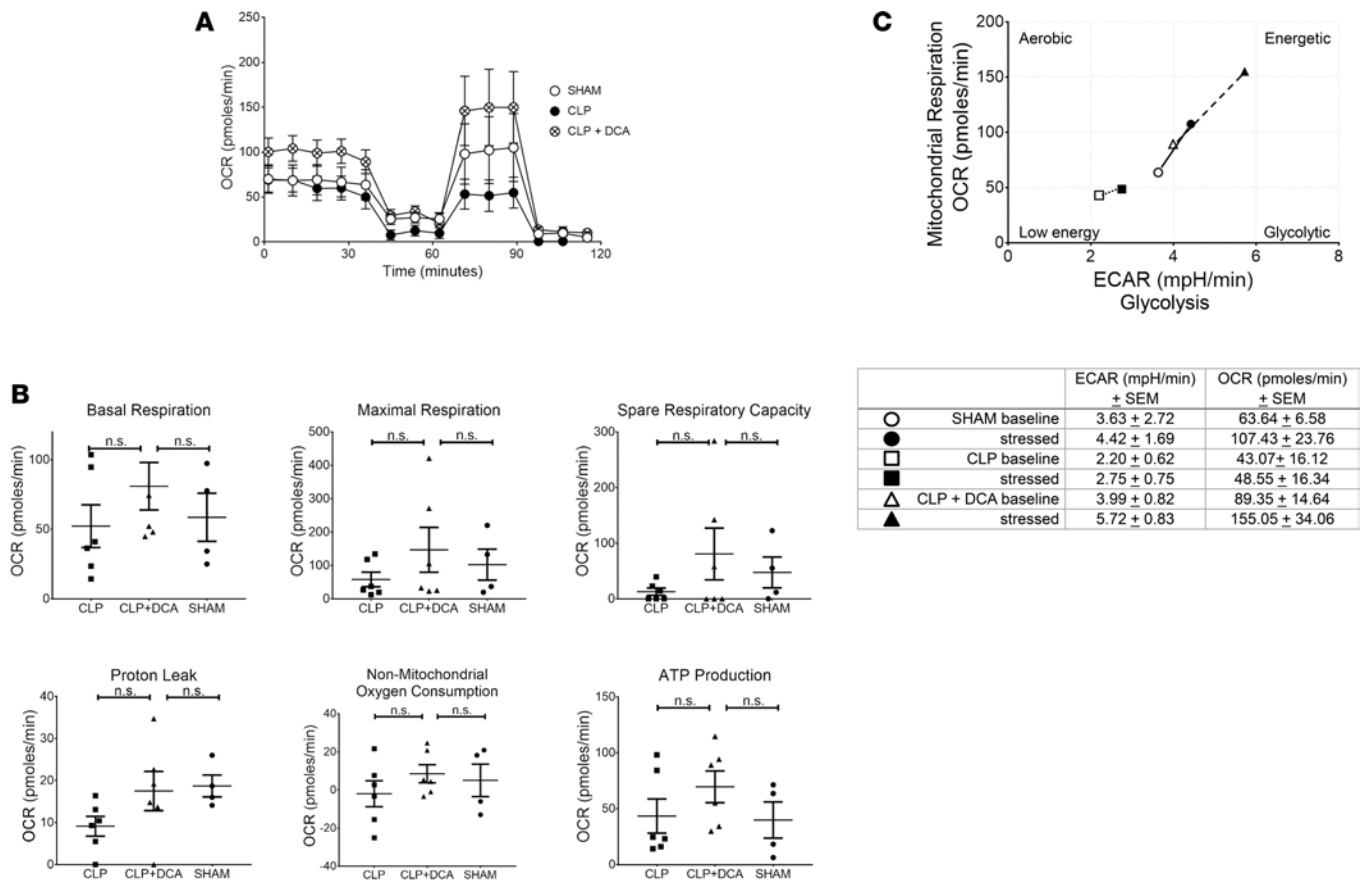 A
OCR (pmoles/min)
250
200
150
100
50
0
0
30
60
90
120
Time (minutes)
SHAM
CLP
CLP + DCA
C
Mitochondrial Respiration
OCR (pmoles/min)
200
150
100
50
0
Aerobic
Energetic
Low energy
Glycolytic
0
2
4
6
8
ECAR (mpH/min)
Glycolysis
B
Basal Respiration
OCR (pmoles/min)
100
50
0
n.s.
n.s.
CLP
CLP+DCA
SHAM
Maximal Respiration
OCR (pmoles/min)
500
400
300
200
100
0
n.s.
n.s.
CLP
CLP+DCA
SHAM
Spare Respiratory Capacity
OCR (pmoles/min)
300
200
100
0
n.s.
n.s.
CLP
CLP+DCA
SHAM
ECAR (mpH/min) OCR (pmoles/min)
± SEM ± SEM
SHAM baseline 3.63 ± 2.72 63.64 ± 6.58
stressed 4.42 ± 1.69 107.43 ± 23.76
CLP baseline 2.20 ± 0.62 43.07± 16.12
stressed 2.75 ± 0.75 48.55 ± 16.34
CLP + DCA baseline 3.99 ± 0.82 89.35 ± 14.64
stressed 5.72 ± 0.83 155.05 ± 34.06
Proton Leak
OCR (pmoles/min)
40
30
20
10
0
n.s.
n.s.
CLP
CLP+DCA
SHAM
Non-Mitochondrial
Oxygen Consumption
OCR (pmoles/min)
40
20
0
-20
-40
n.s.
n.s.
CLP
CLP+DCA
SHAM
ATP Production
OCR (pmoles/min)
150
100
50
0
n.s.
n.s.
CLP
CLP+DCA
SHAM